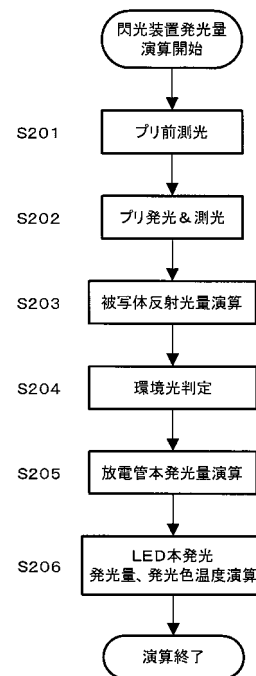 閃光装置発光量
演算開始
S201
プリ前測光
S202
プリ発光&測光
S203
被写体反射光量演算
S204
環境光判定
S205
放電管本発光量演算
S206
LED本発光
発光量、発光色温度演算
演算終了